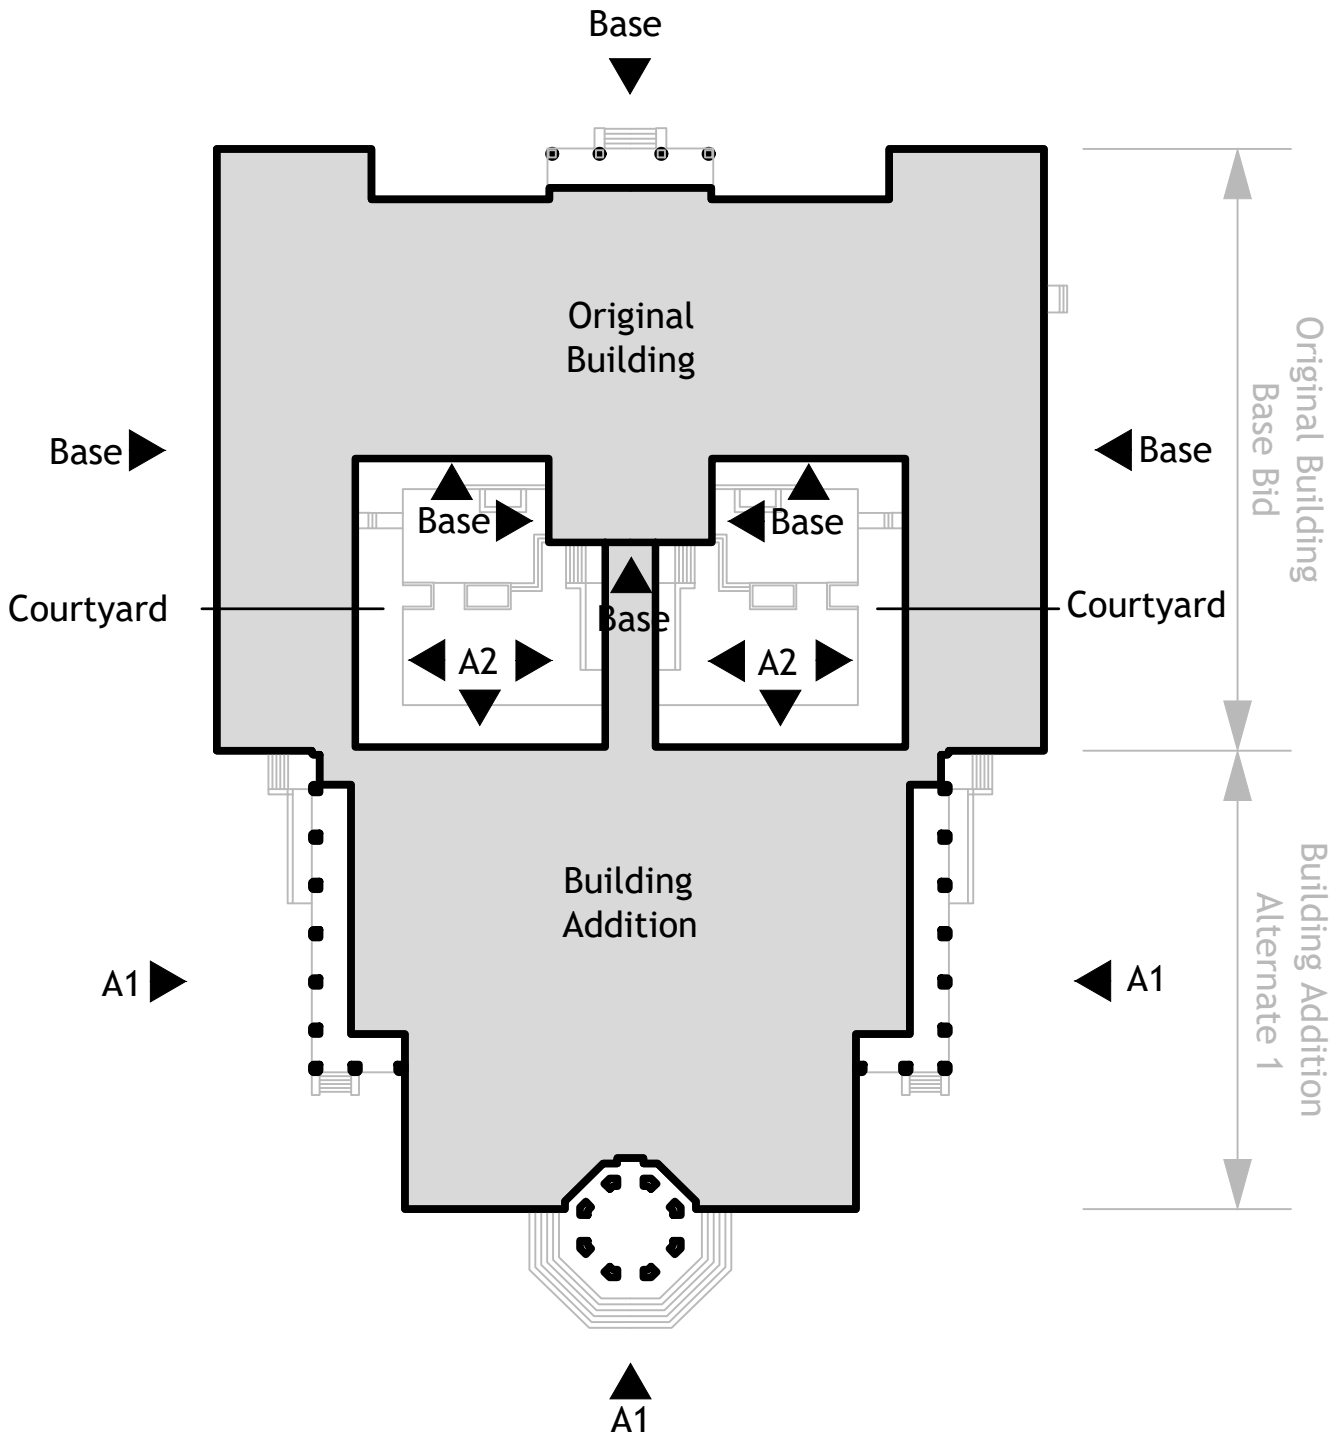 Base
Original
Building
Base
Base
Original Building
Base Bid
Base
Base
Courtyard
Base
Courtyard
A2
A2
Building
Addition
Building Addition
Alternate 1
A1
A1
A1